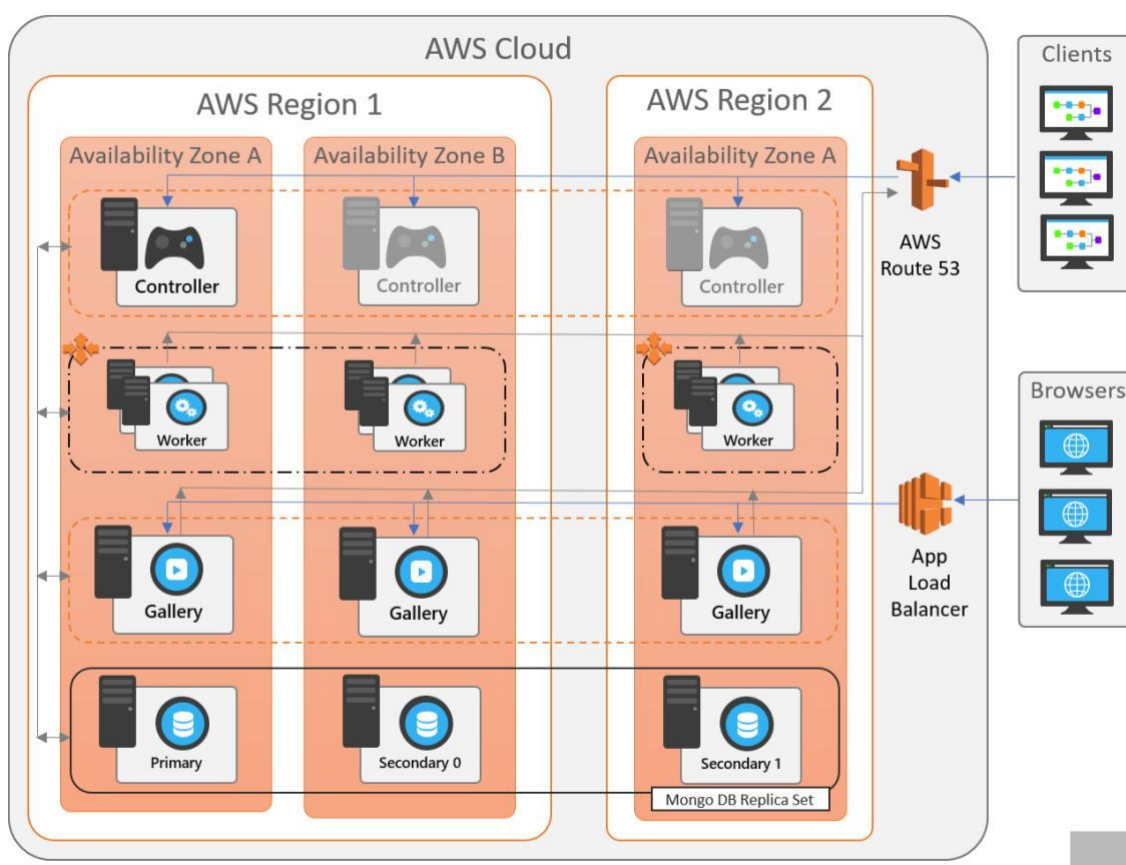 AWS Cloud
AWS Region 1
AWS Region 2
Availability Zone A
Availability Zone B
Availability Zone A
Controller
Controller
Controller
AWS
Route 53
Clients
Worker
Worker
Worker
Browsers
Gallery
Gallery
Gallery
App
Load
Balancer
Primary
Secondary 0
Secondary 1
Mongo DB Replica Set